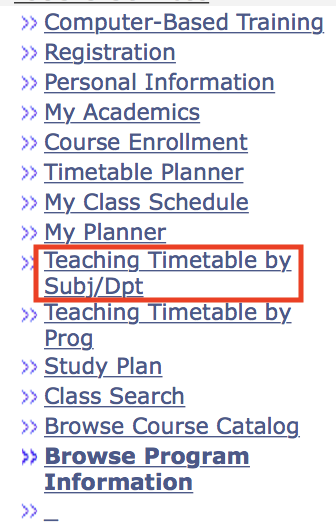 >> Computer-Based Training
>> Registration
>> Personal Information
>> My Academics
>> Course Enrollment
>> Timetable Planner
>> My Class Schedule
>> My Planner
>> Teaching Timetable by
Subj/Dpt
>> Teaching Timetable by
Prog
>> Study Plan
>> Class Search
>> Browse Course Catalog
>> Browse Program
Information
>>